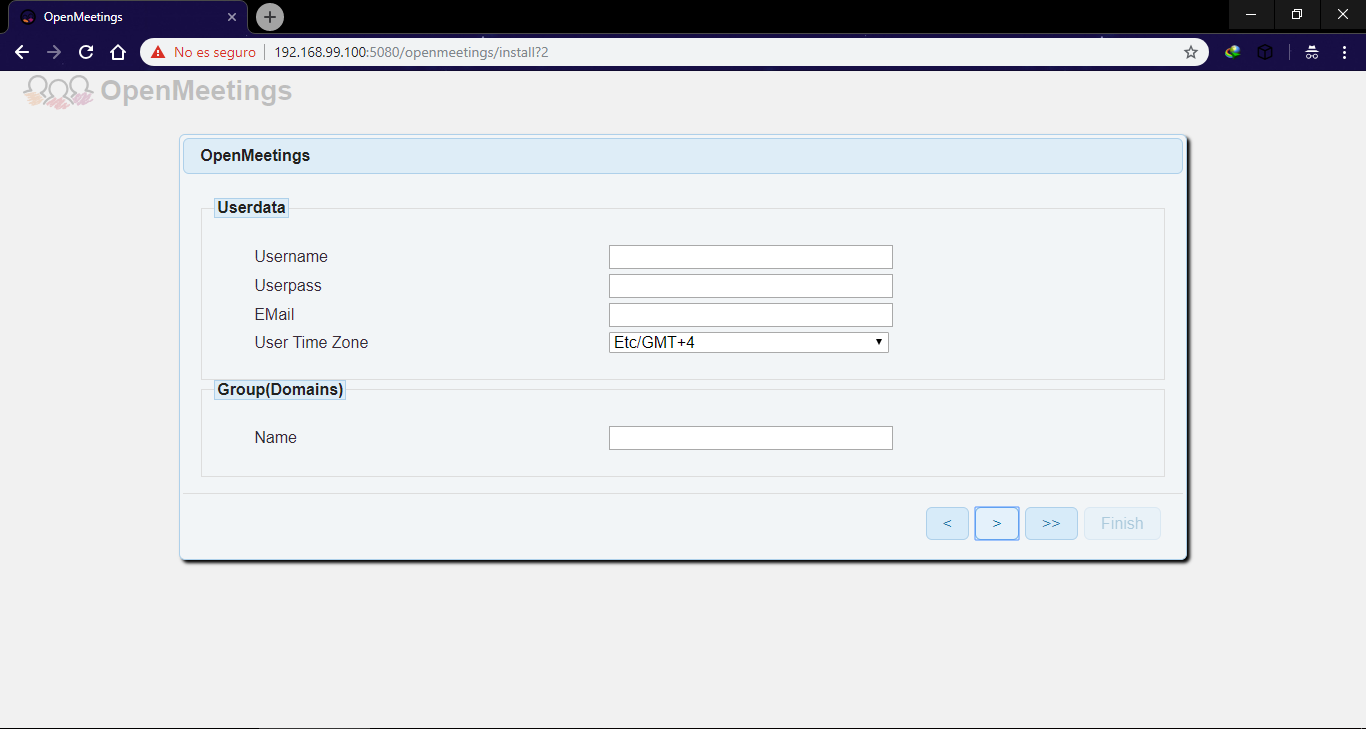 OpenMeetings
No es seguro 192.168.99.100:5080/openmeetings/install?2
OpenMeetings
OpenMeetings
Userdata
Username
Userpass
EMail
User Time Zone Etc/GMT+4
Group(Domains)
Name
< > >> Finish